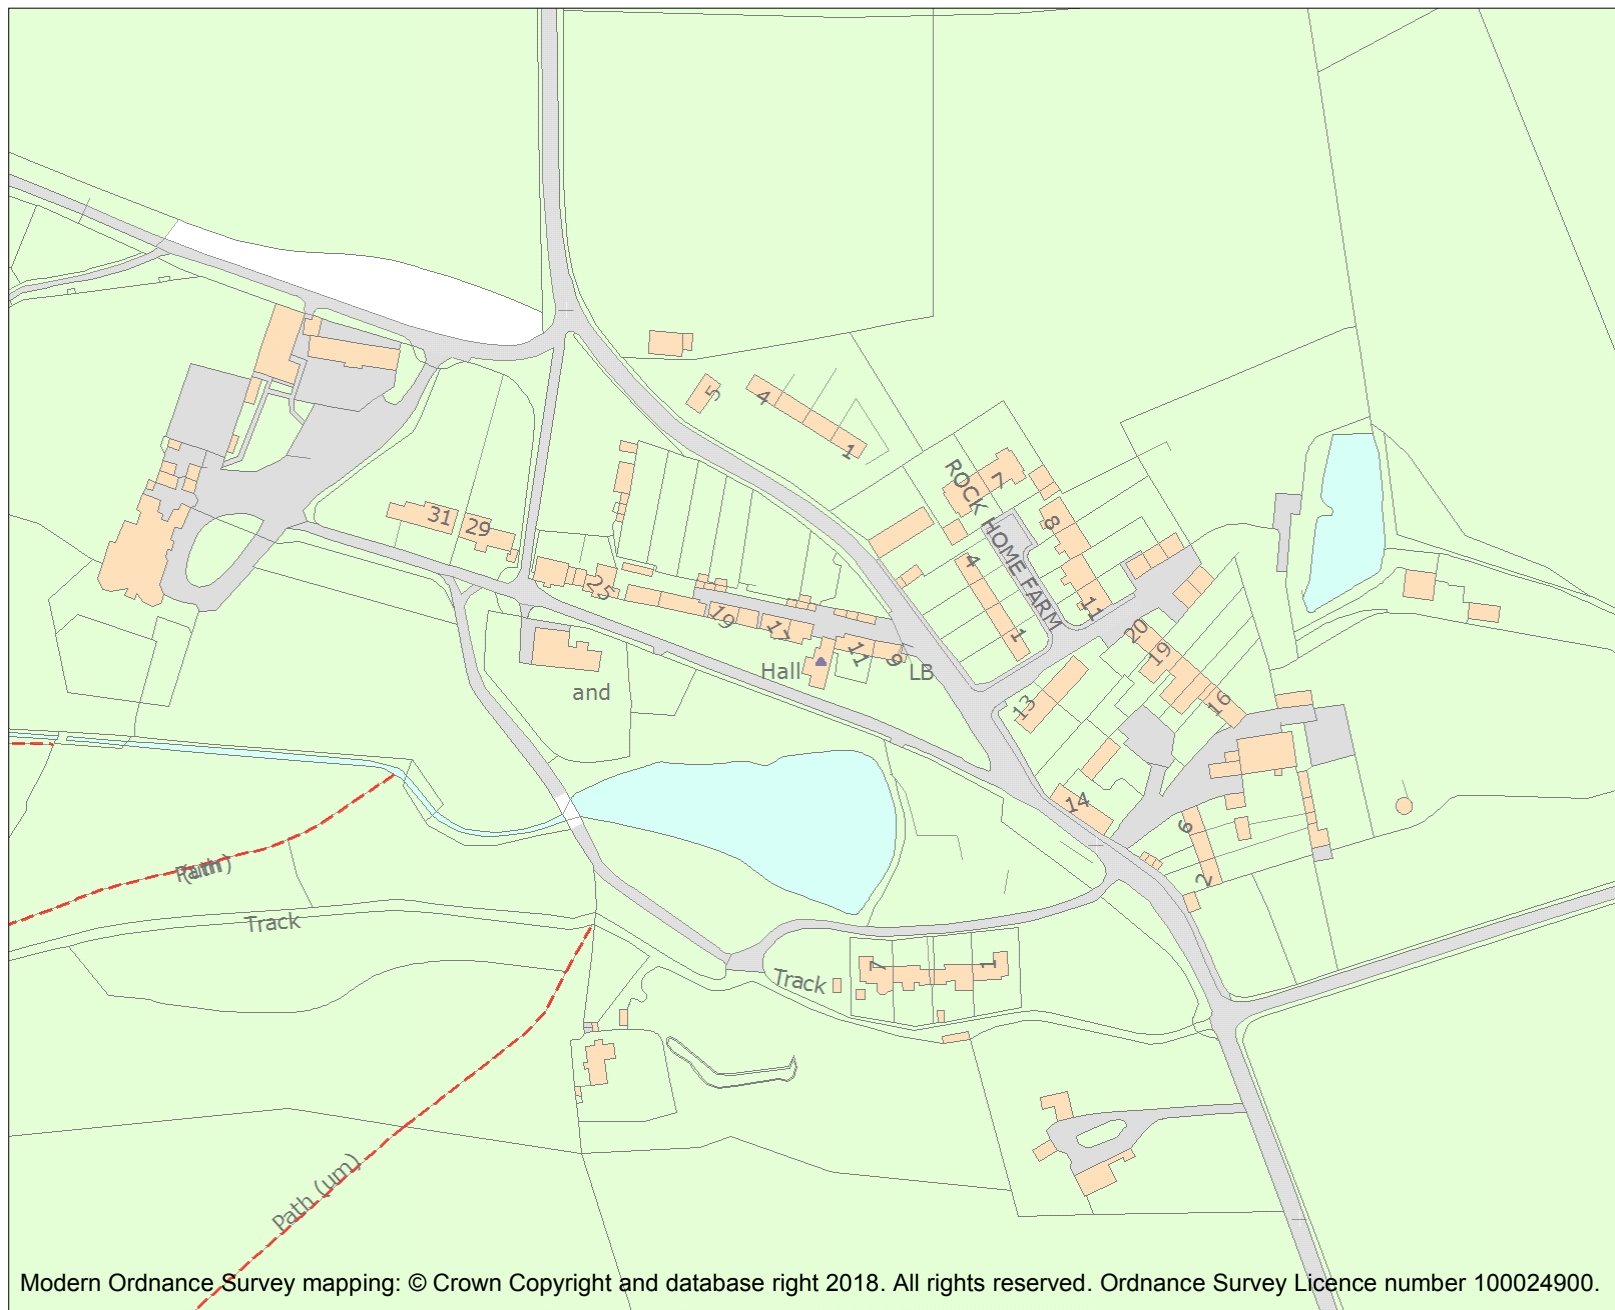 5
4
1
ROCK HOME FARM
7
8
31
29
4
25
11
19
17
1
20
11
9
19
Hall
LB
and
13
16
14
6
(um)
2
Track
7
1
Track
Path (um)
Modern Ordnance Survey mapping: © Crown Copyright and database right 2018. All rights reserved. Ordnance Survey Licence number 100024900.